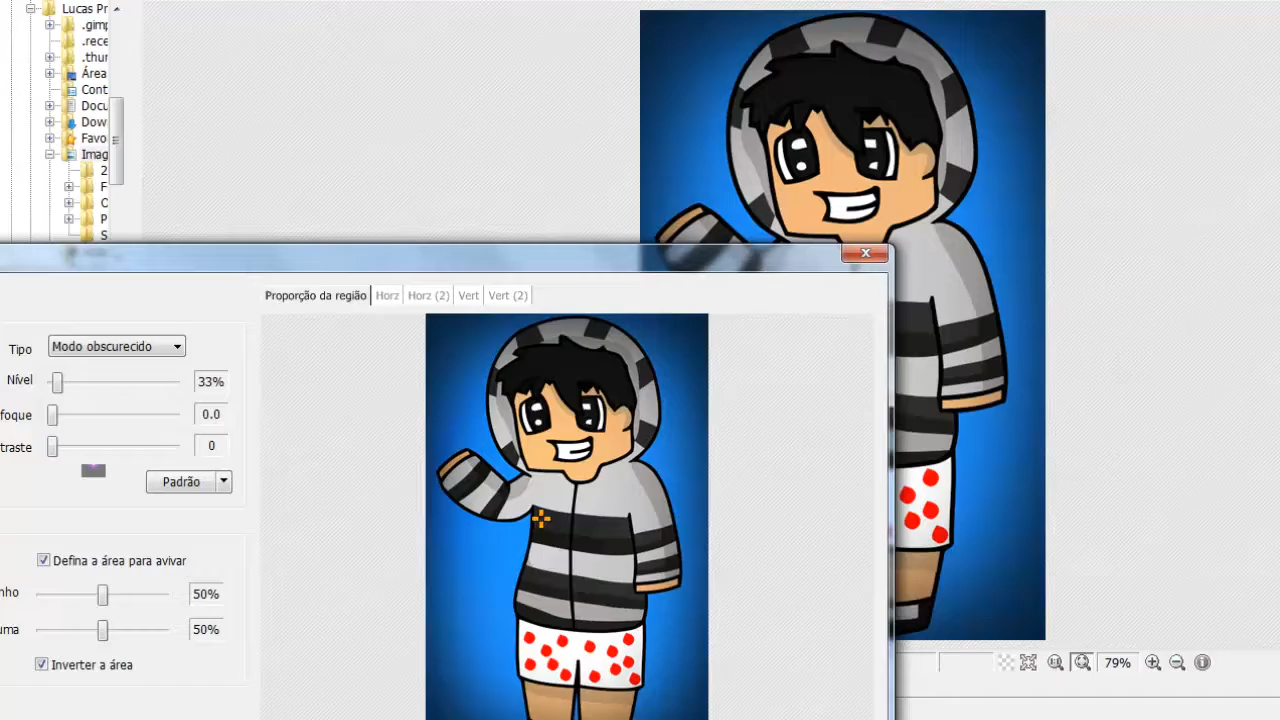 Lucas Pr
.gimp
.rece
.thur
Área
Cont
Docu
Dow
Favo
Imag
2
F
O
P
S
Proporção da região Horz Horz (2) Vert Vert (2)
Tipo Modo obscurecido
Nível 33%
foque 0.0
traste 0
Padrão
Defina a área para avivar
nho 50%
uma 50%
Inverter a área
79%